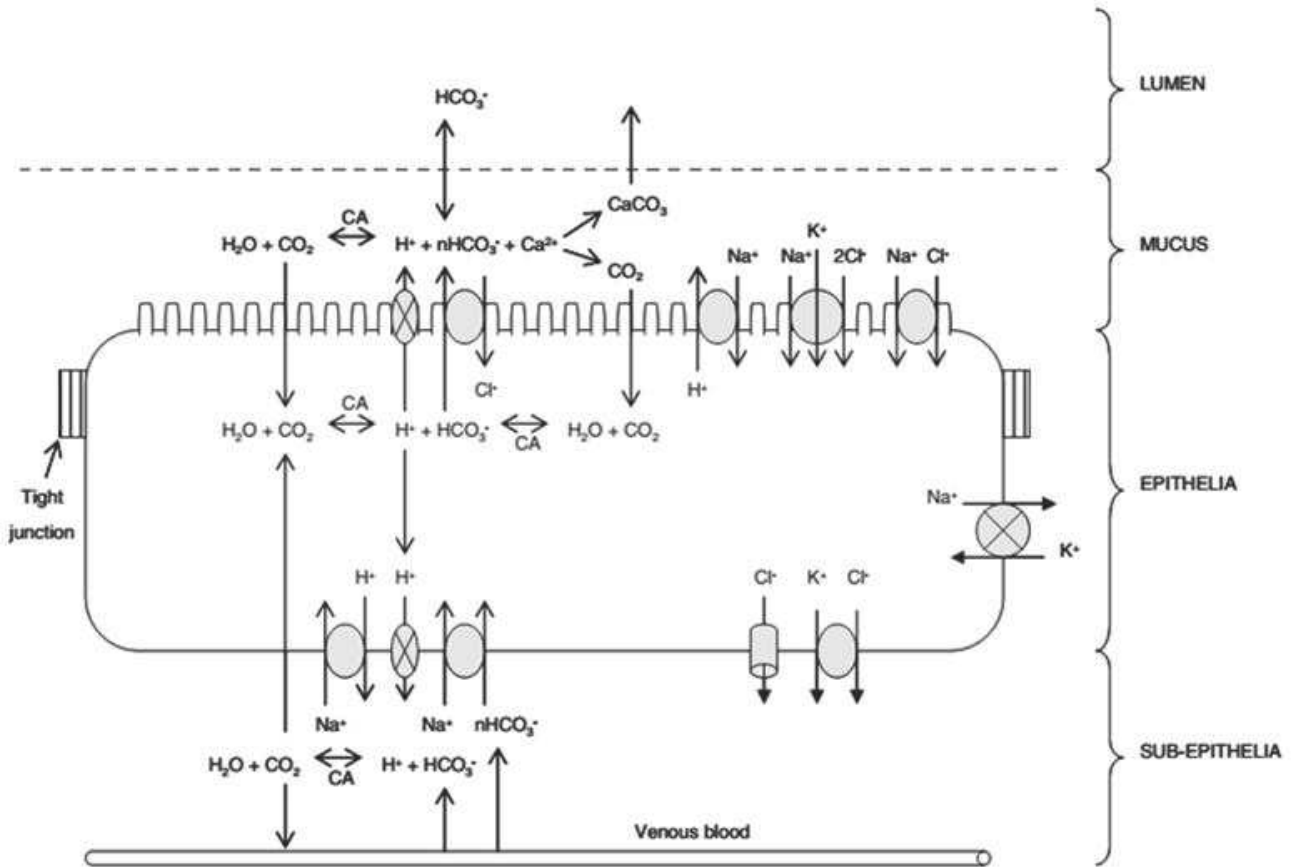 LUMEN
HCO₃⁻
CaCO₃
CA
H₂O + CO₂
H⁺ + nHCO₃⁻ + Ca²⁺
CO₂
K⁺
Na⁺ Na⁺ 2Cl⁻ Na⁺ Cl⁻
MUCUS
Cl⁻
H⁺
CA
H₂O + CO₂
H⁺ + HCO₃⁻
CA
H₂O + CO₂
Tight
junction
EPITHELIA
Na⁺
K⁺
H⁺ H⁺
Cl⁻ K⁺ Cl⁻
Na⁺ Na⁺ nHCO₃⁻
H₂O + CO₂
CA
H⁺ + HCO₃⁻
SUB-EPITHELIA
Venous blood